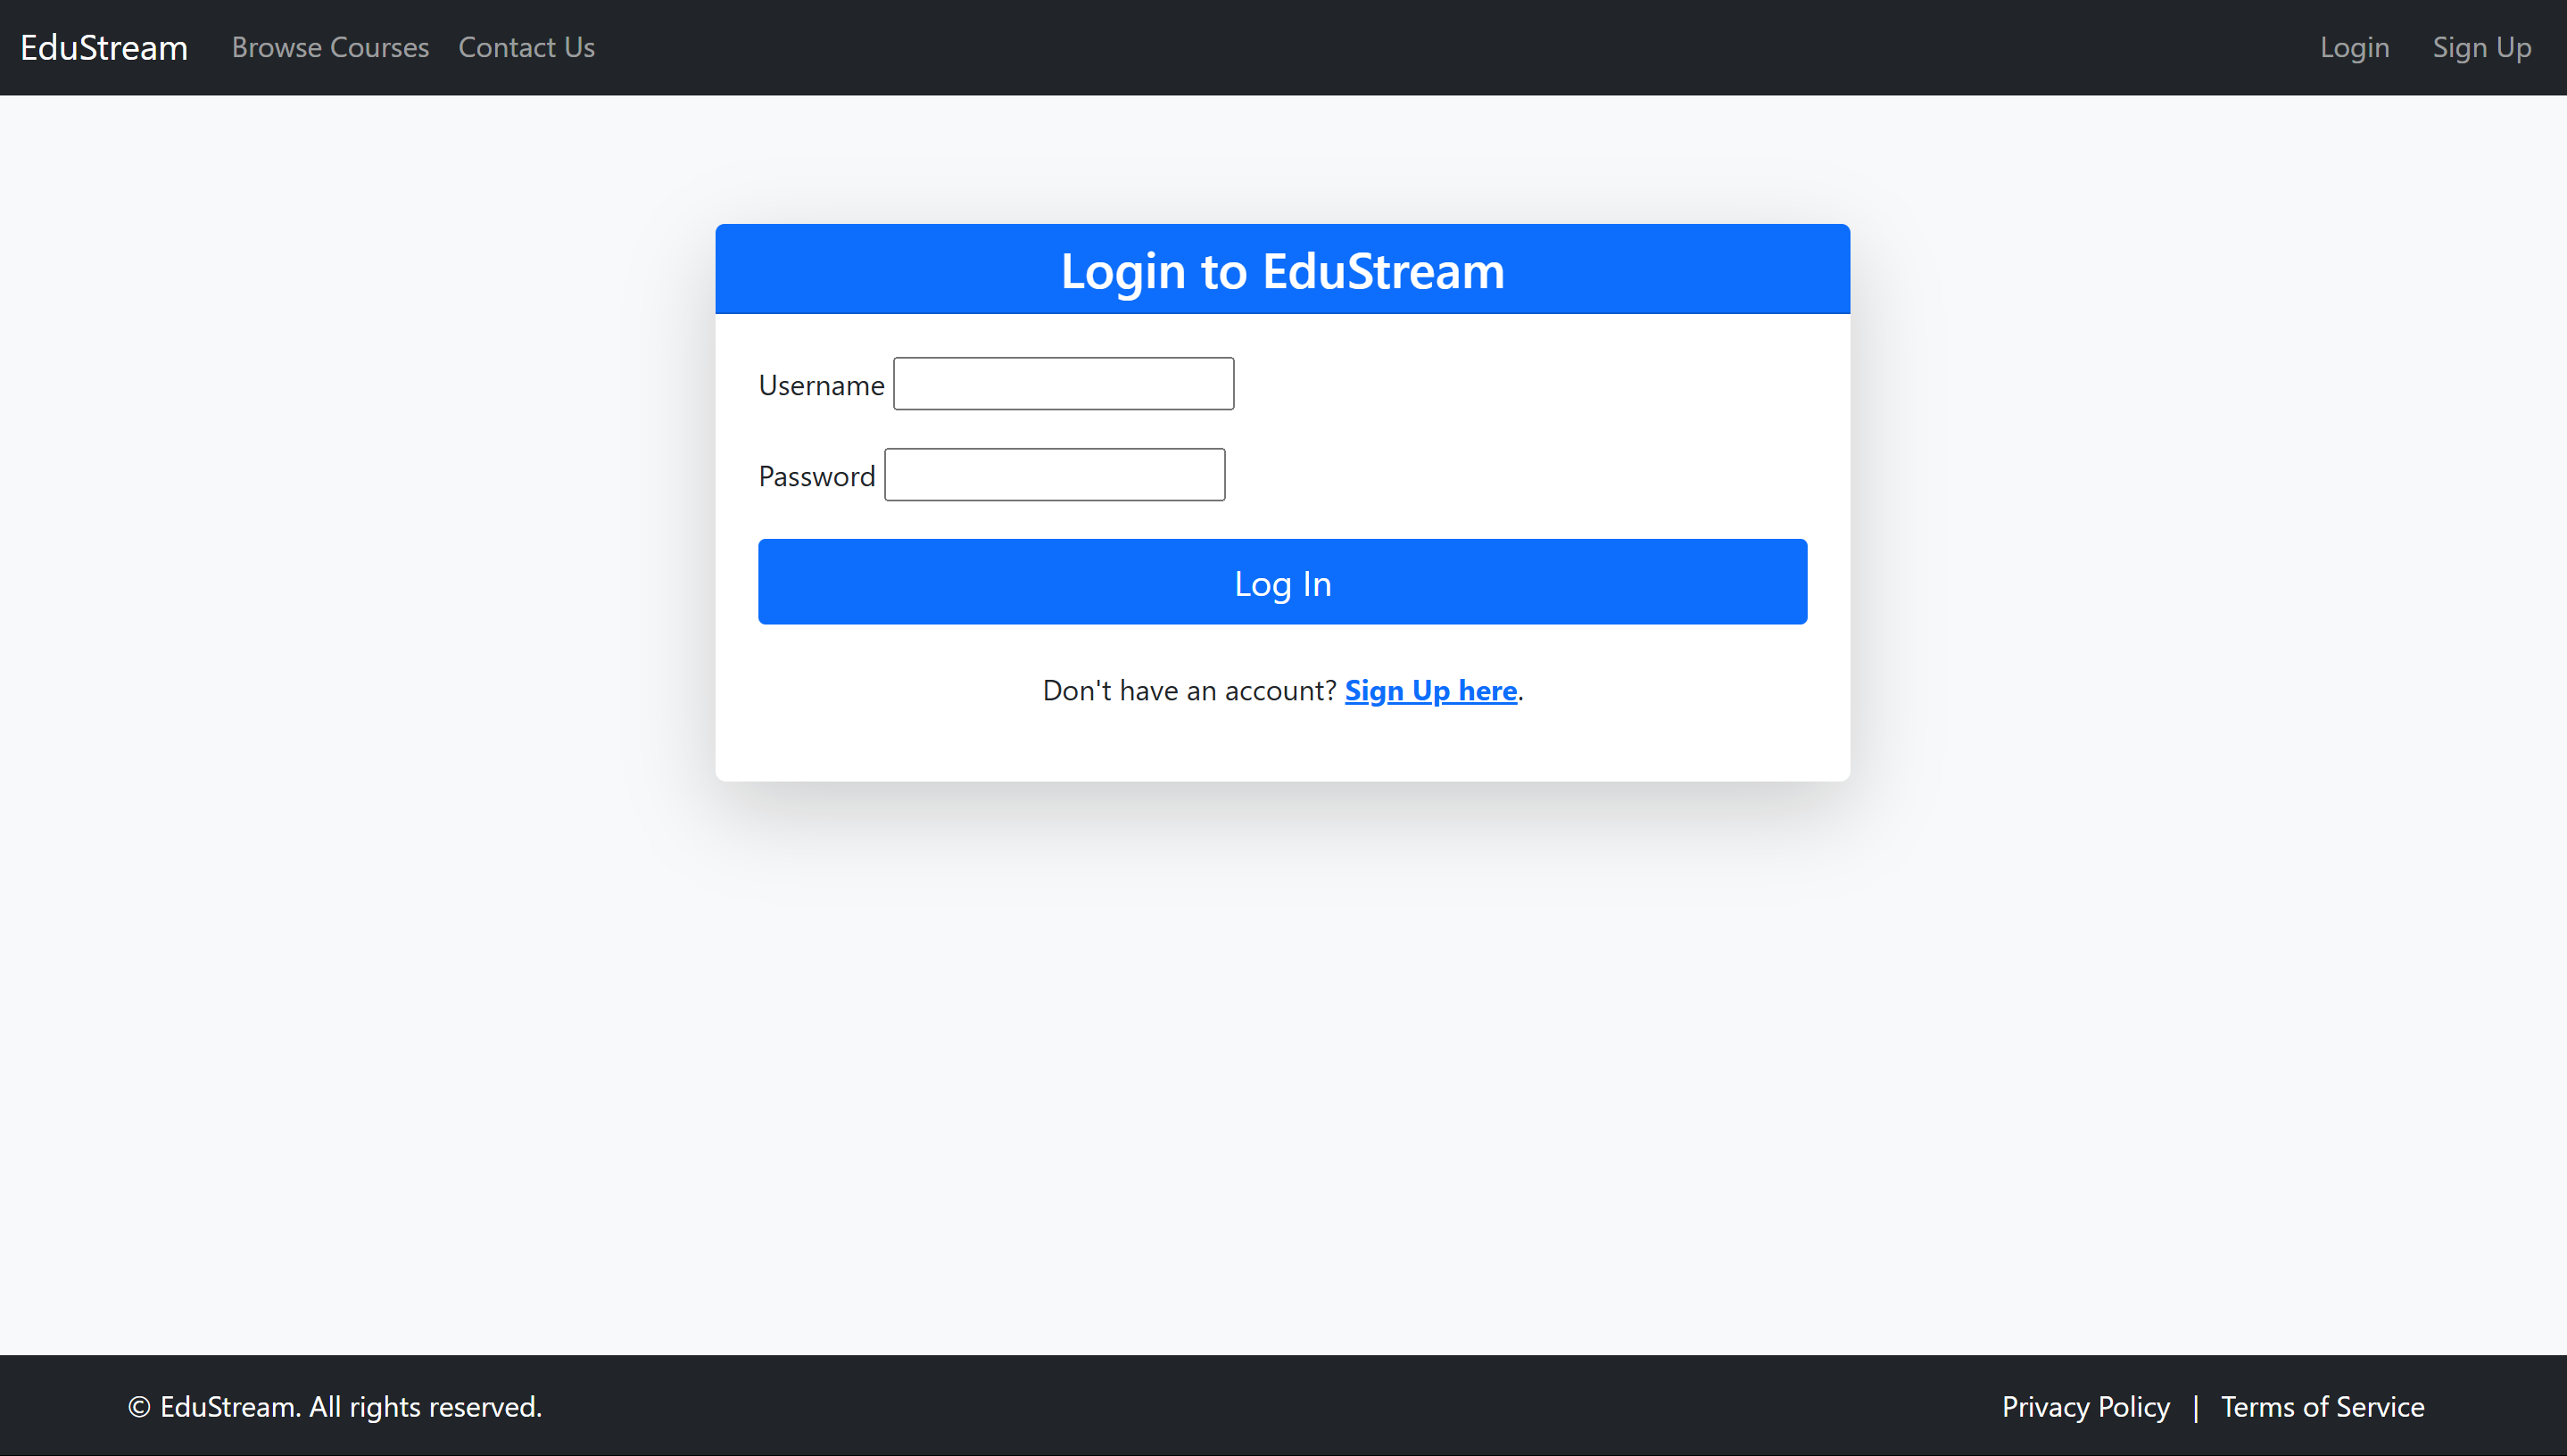 EduStream Browse Courses Contact Us Login Sign Up
Login to EduStream
Username
Password
Log In
Don't have an account? Sign Up here.
© EduStream. All rights reserved. Privacy Policy | Terms of Service